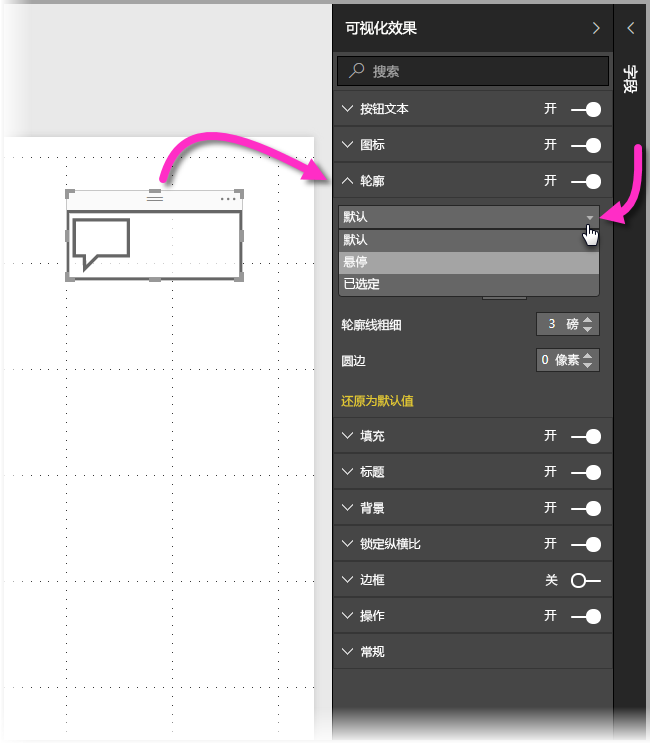 可视化效果
字段
搜索
按钮文本 开
图标 开
轮廓 开
默认
默认
悬停
已选定
轮廓线粗细 3 磅
圆边 0 像素
还原为默认值
填充 开
标题 开
背景 开
锁定纵横比 开
边框 关
操作 开
常规